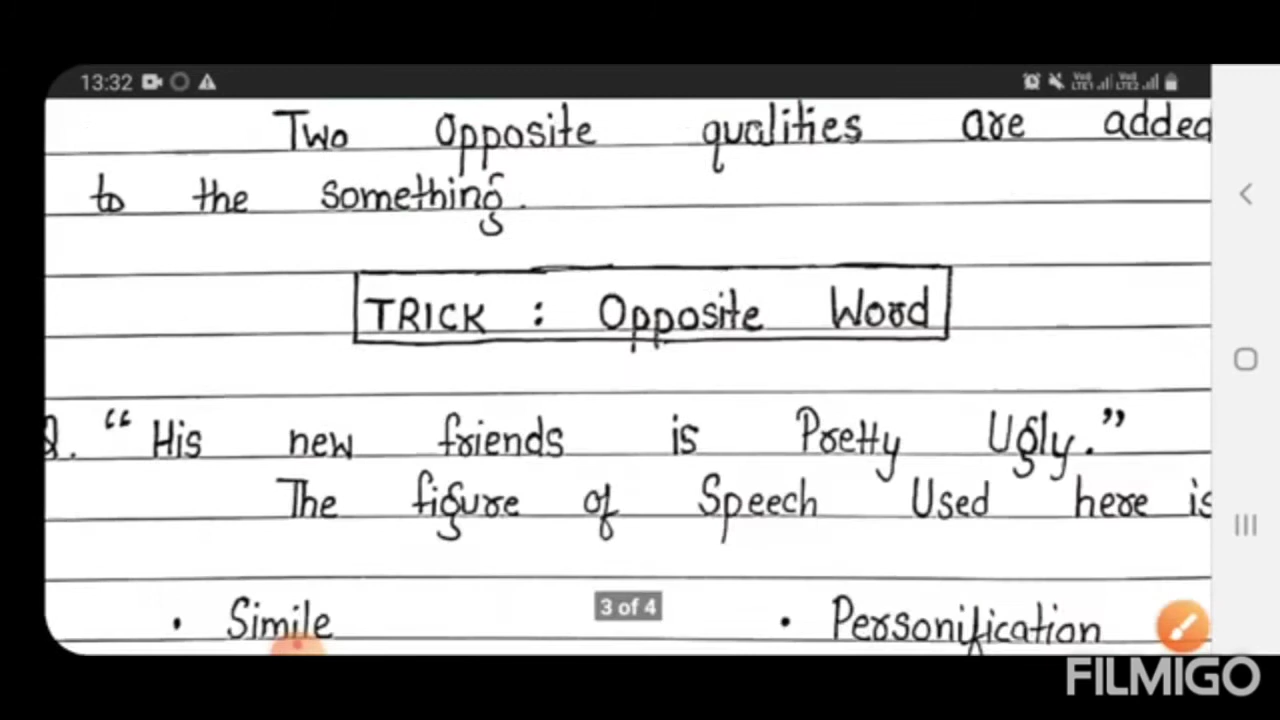 13:32
Two Opposite qualities are added
to the something.
TRICK : Opposite Word
Q. “His new friends is Pretty Ugly.”
The figure of Speech Used here is
• Simile • Personification
3 of 4
FILMIGO